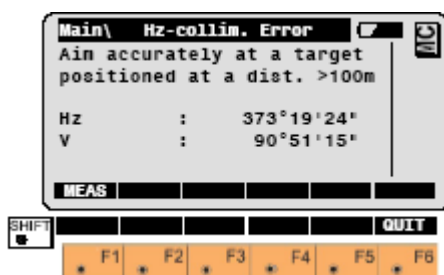 Main\ Hz-collim. Error MC
Aim accurately at a target
positioned at a dist. >100m
Hz : 373°19'24"
V : 90°51'15"
MEAS
SHIFT QUIT
F1 F2 F3 F4 F5 F6